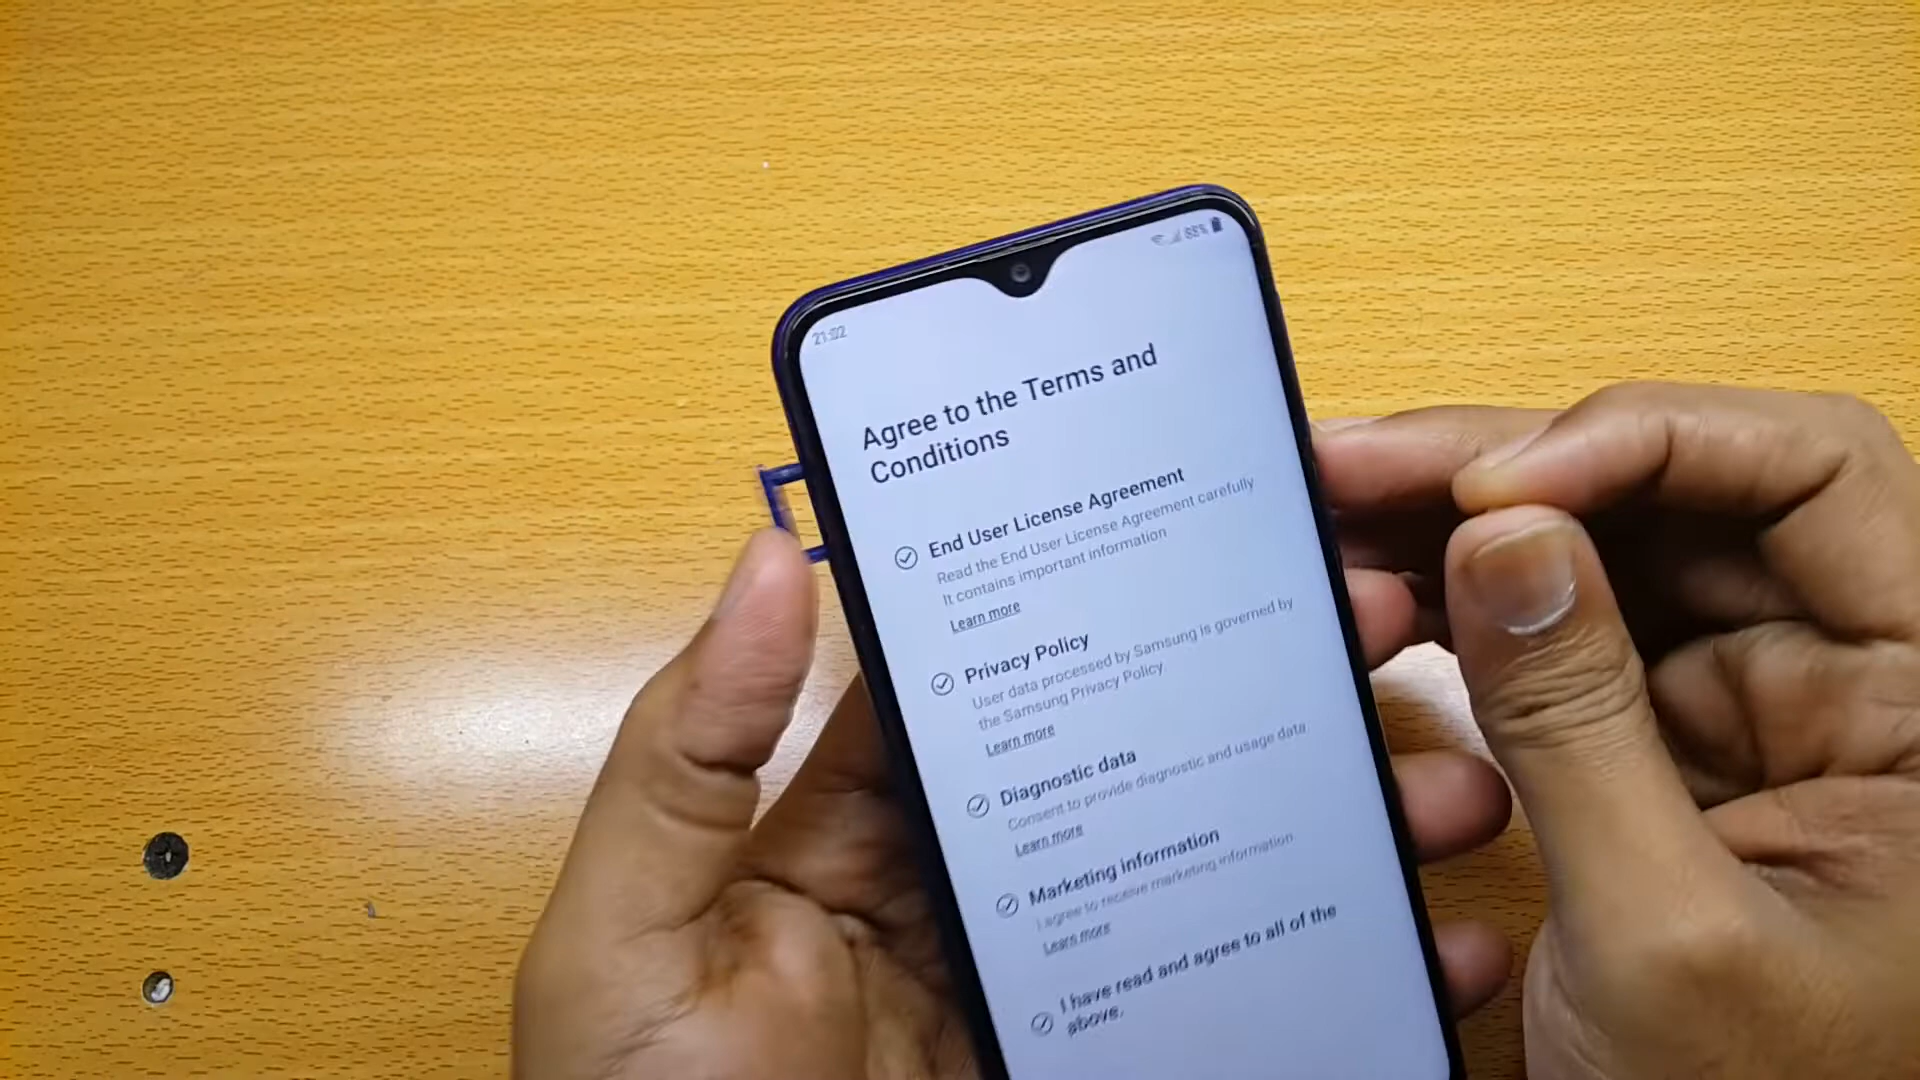 21:02
88%
Agree to the Terms and
Conditions
End User License Agreement
Read the End User License Agreement carefully
It contains important information
Learn more
Privacy Policy
User data processed by Samsung is governed by
the Samsung Privacy Policy
Learn more
Diagnostic data
Consent to provide diagnostic and usage data.
Learn more
Marketing information
I agree to receive marketing information
Learn more
I have read and agree to all of the
above.